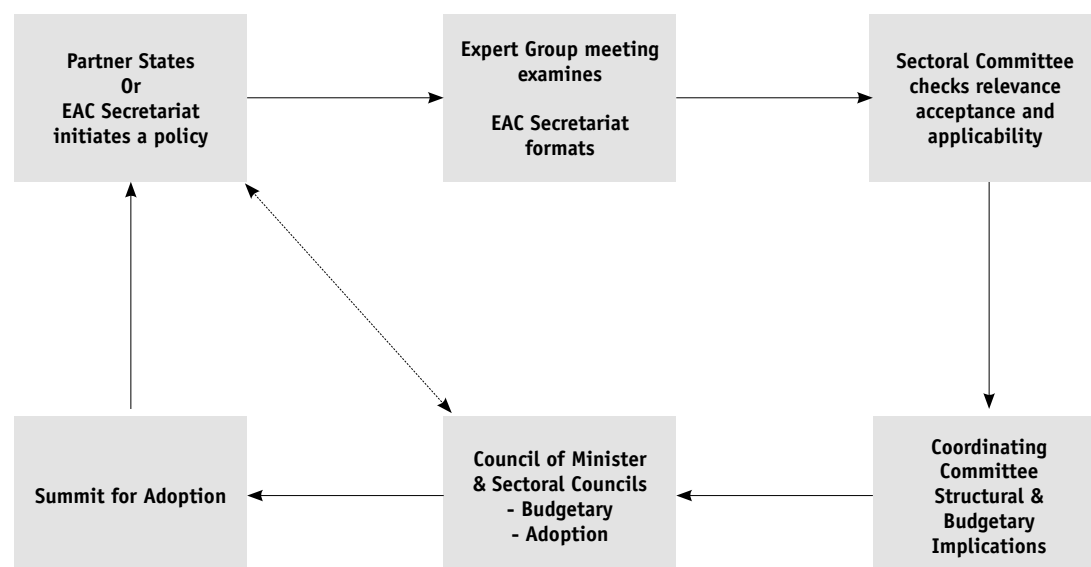 Partner States
Or
EAC Secretariat
initiates a policy
Expert Group meeting
examines
EAC Secretariat
formats
Sectoral Committee
checks relevance
acceptance and
applicability
Summit for Adoption
Council of Minister
& Sectoral Councils
- Budgetary
- Adoption
Coordinating
Committee
Structural &
Budgetary
Implications